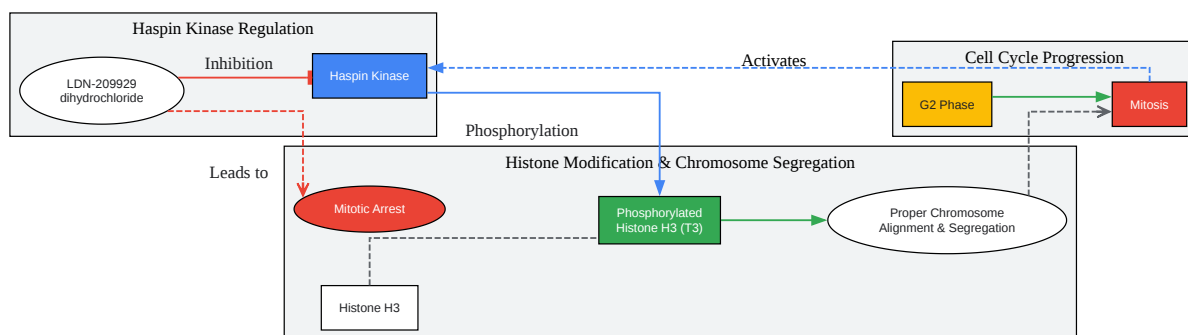 Haspin Kinase Regulation
LDN-209929
dihydrochloride
Inhibition
Haspin Kinase
Activates
Cell Cycle Progression
G2 Phase
Mitosis
Phosphorylation
Leads to
Histone Modification & Chromosome Segregation
Mitotic Arrest
Phosphorylated
Histone H3 (T3)
Proper Chromosome
Alignment & Segregation
Histone H3